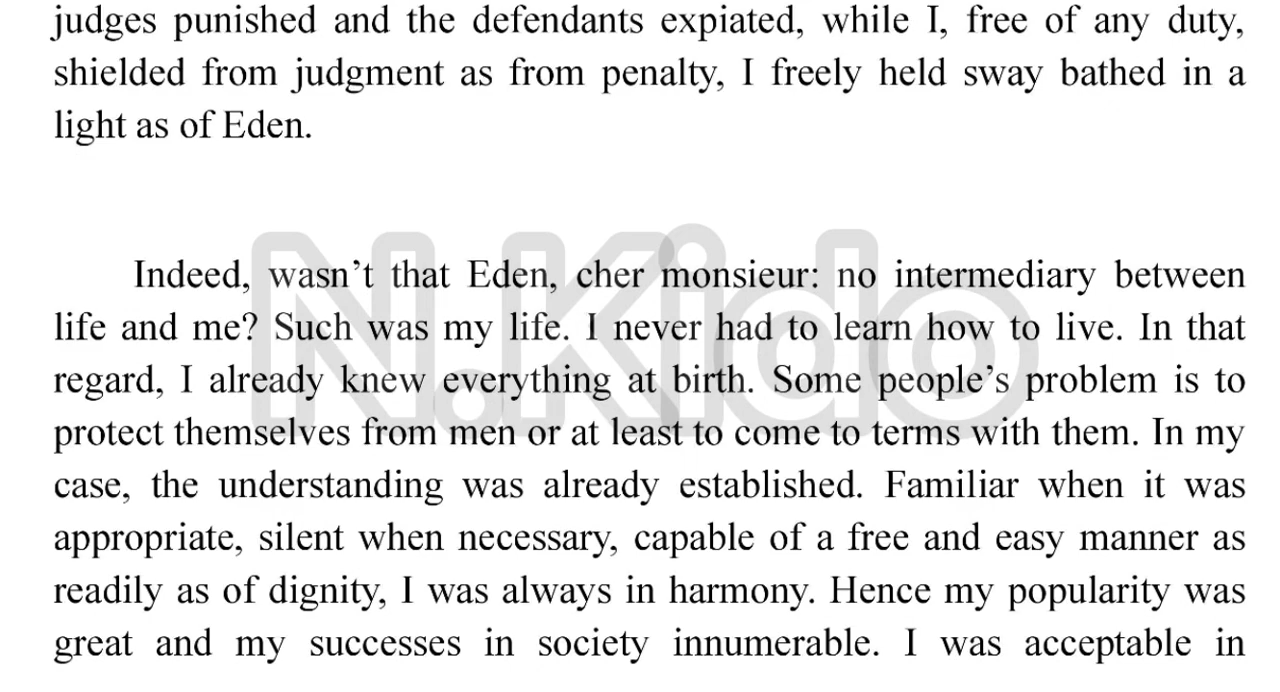 judges punished and the defendants expiated, while I, free of any duty,
shielded from judgment as from penalty, I freely held sway bathed in a
light as of Eden.
N.Kido
Indeed, wasn’t that Eden, cher monsieur: no intermediary between
life and me? Such was my life. I never had to learn how to live. In that
regard, I already knew everything at birth. Some people’s problem is to
protect themselves from men or at least to come to terms with them. In my
case, the understanding was already established. Familiar when it was
appropriate, silent when necessary, capable of a free and easy manner as
readily as of dignity, I was always in harmony. Hence my popularity was
great and my successes in society innumerable. I was acceptable in